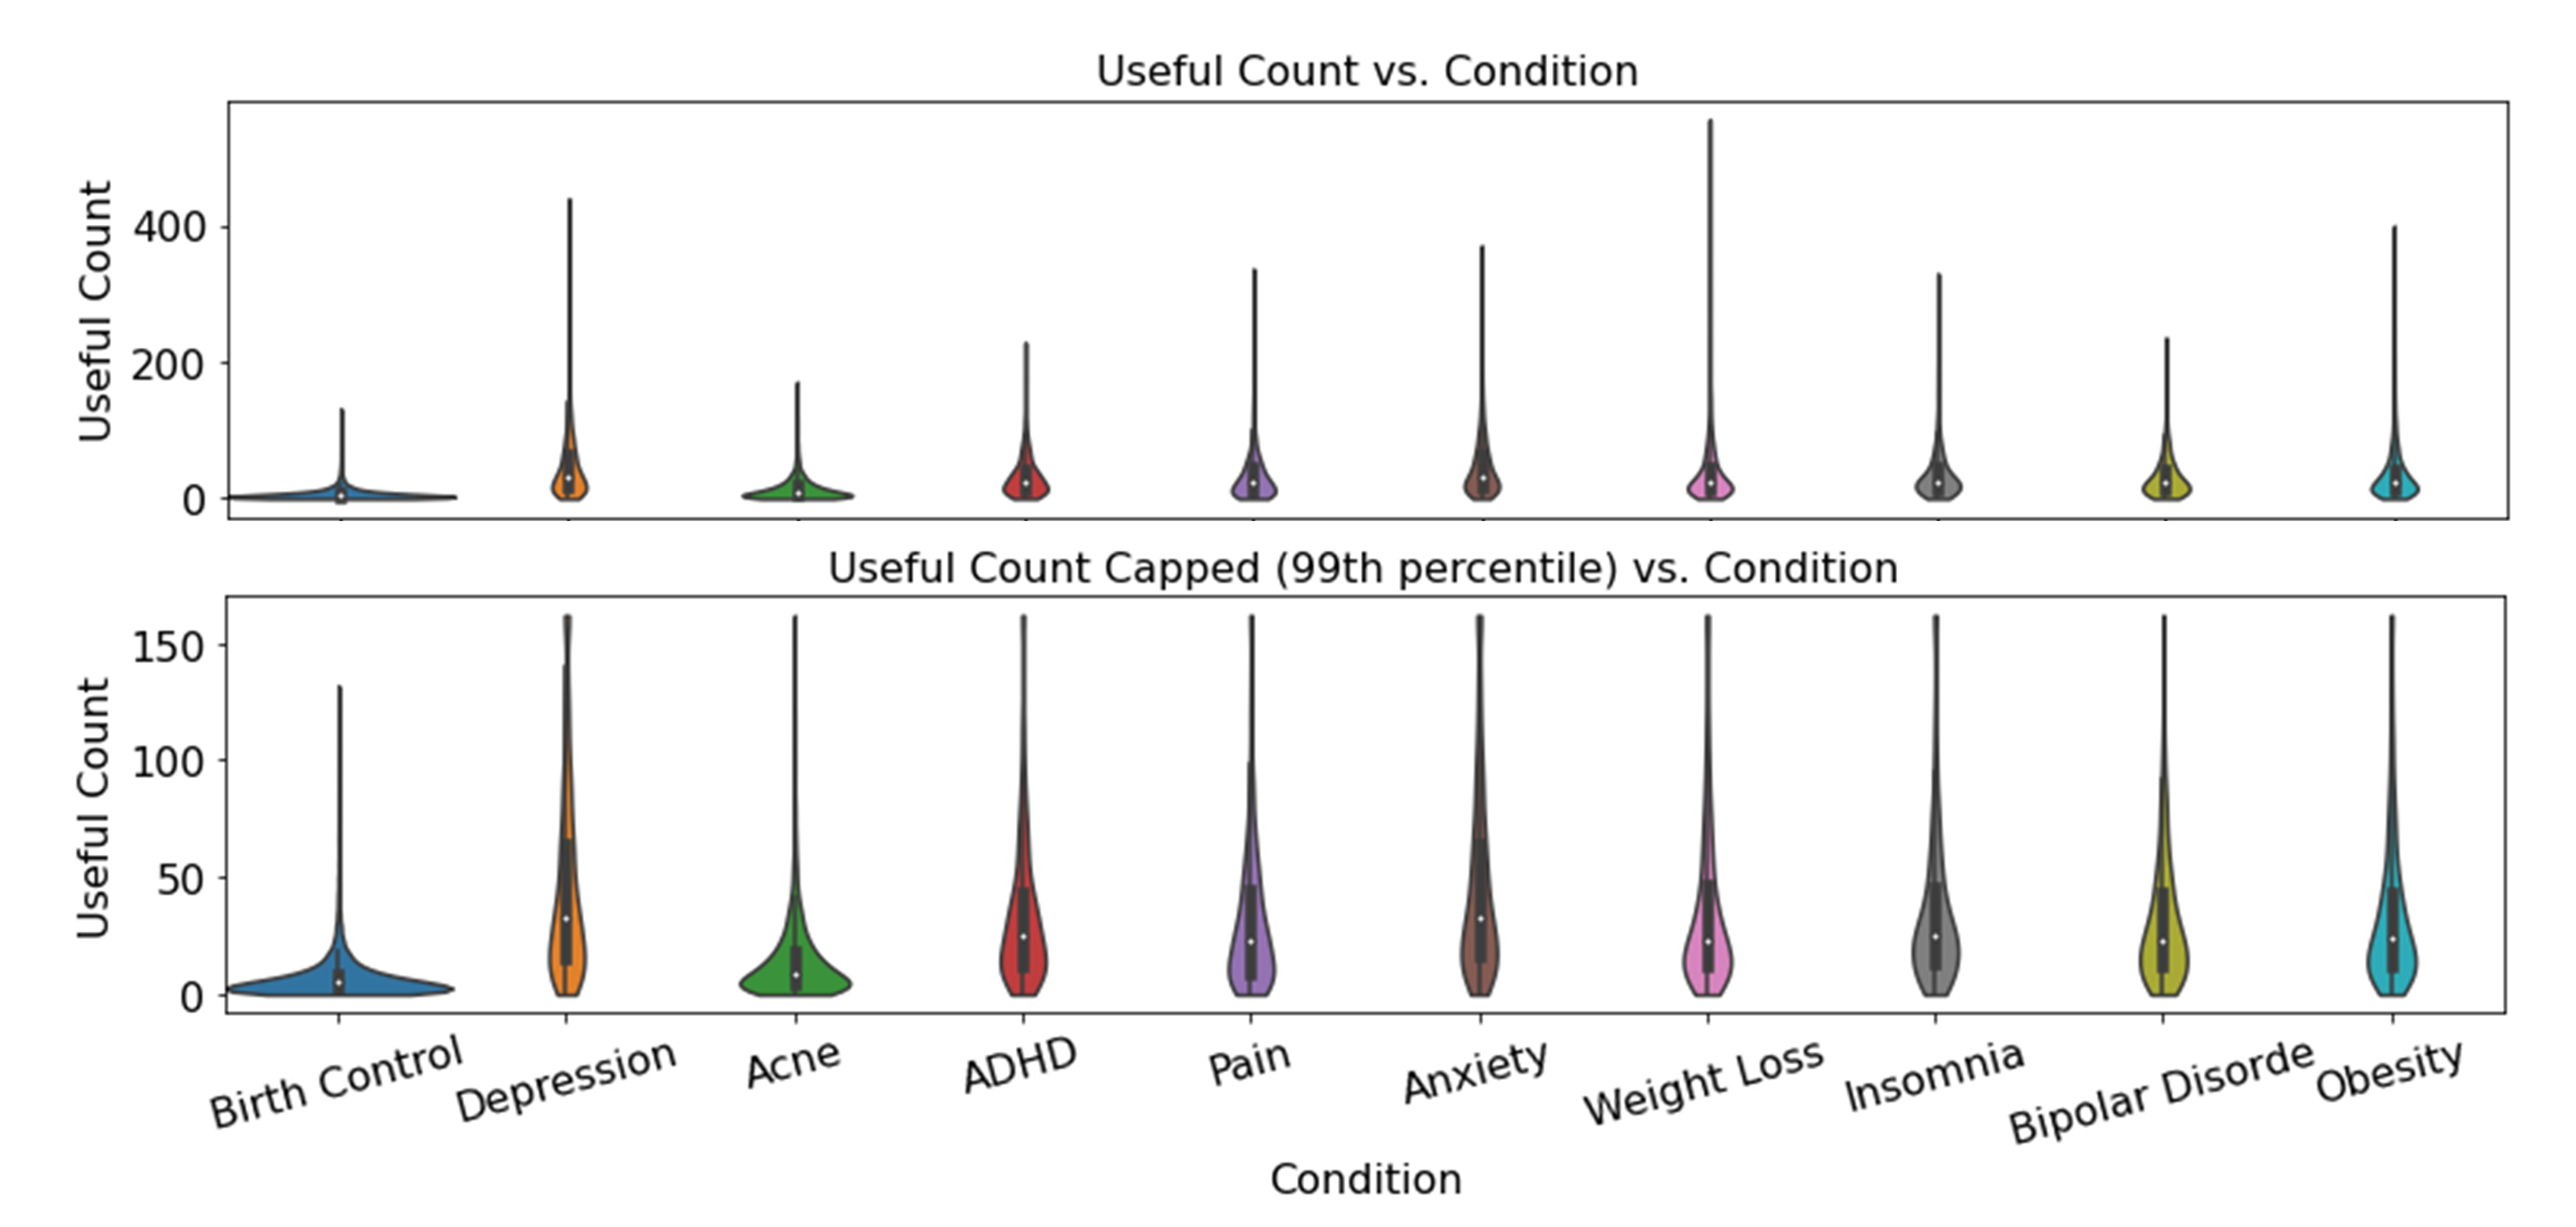 Useful Count vs. Condition
Useful Count
400
200
0
Useful Count Capped (99th percentile) vs. Condition
Useful Count
150
100
50
0
Birth Control
Depression
Acne
ADHD
Pain
Anxiety
Weight Loss
Insomnia
Bipolar Disorde
Obesity
Condition